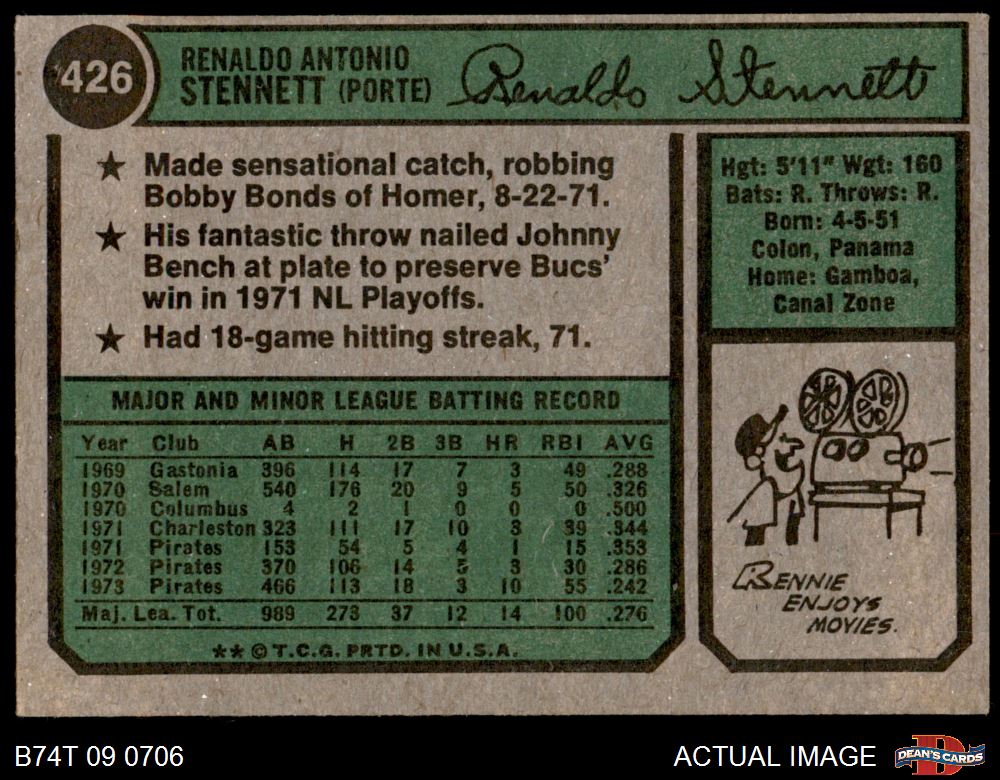 426
RENALDO ANTONIO
STENNETT (PORTE)
Renaldo Stennett
★ Made sensational catch, robbing
Bobby Bonds of Homer, 8-22-71.
★ His fantastic throw nailed Johnny
Bench at plate to preserve Bucs'
win in 1971 NL Playoffs.
★ Had 18-game hitting streak, 71.
Hgt: 5'11" Wgt: 160
Bats: R. Throws: R.
Born: 4-5-51
Colon, Panama
Home: Gamboa,
Canal Zone
MAJOR AND MINOR LEAGUE BATTING RECORD
Year Club AB H 2B 3B HR RBI AVG
1969 Gastonia 396 114 17 7 3 49 .288
1970 Salem 540 176 20 9 5 50 .326
1970 Columbus 4 2 1 0 0 0 .500
1971 Charleston 323 111 17 10 3 39 .344
1971 Pirates 153 54 5 4 1 15 .353
1972 Pirates 370 106 14 5 3 30 .286
1973 Pirates 466 113 18 3 10 55 .242
Maj. Lea. Tot. 989 273 37 12 14 100 .276
** © T.C.G. PRTD. IN U.S.A.
RENNIE
ENJOYS
MOVIES.
B74T 09 0706
ACTUAL IMAGE
D
DEAN'S CARDS